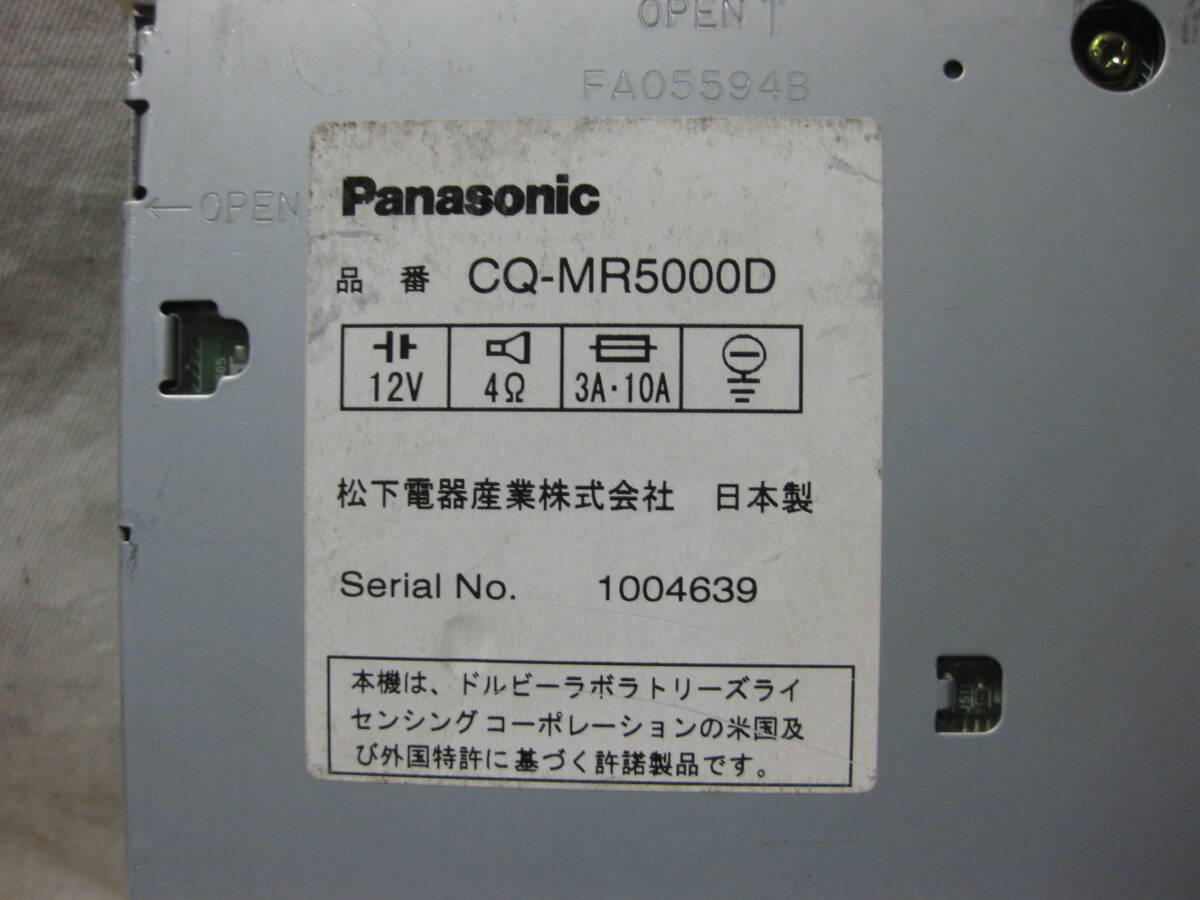 OPEN ↑
FA05594B
← OPEN
Panasonic
品 番 CQ-MR5000D
12V 4Ω 3A・10A
松下電器産業株式会社 日本製
Serial No. 1004639
本機は、ドルビーラボラトリーズライ
センシングコーポレーションの米国及
び外国特許に基づく許諾製品です。